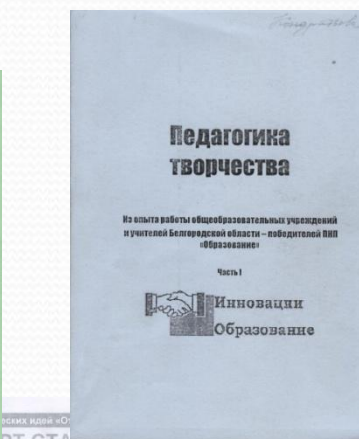 Педагогика
творчества
Из опыта работы общеобразовательных учреждений
и учителей Белгородской области – победителей ПНП
«Образование»
Часть I
Инновации
Образование